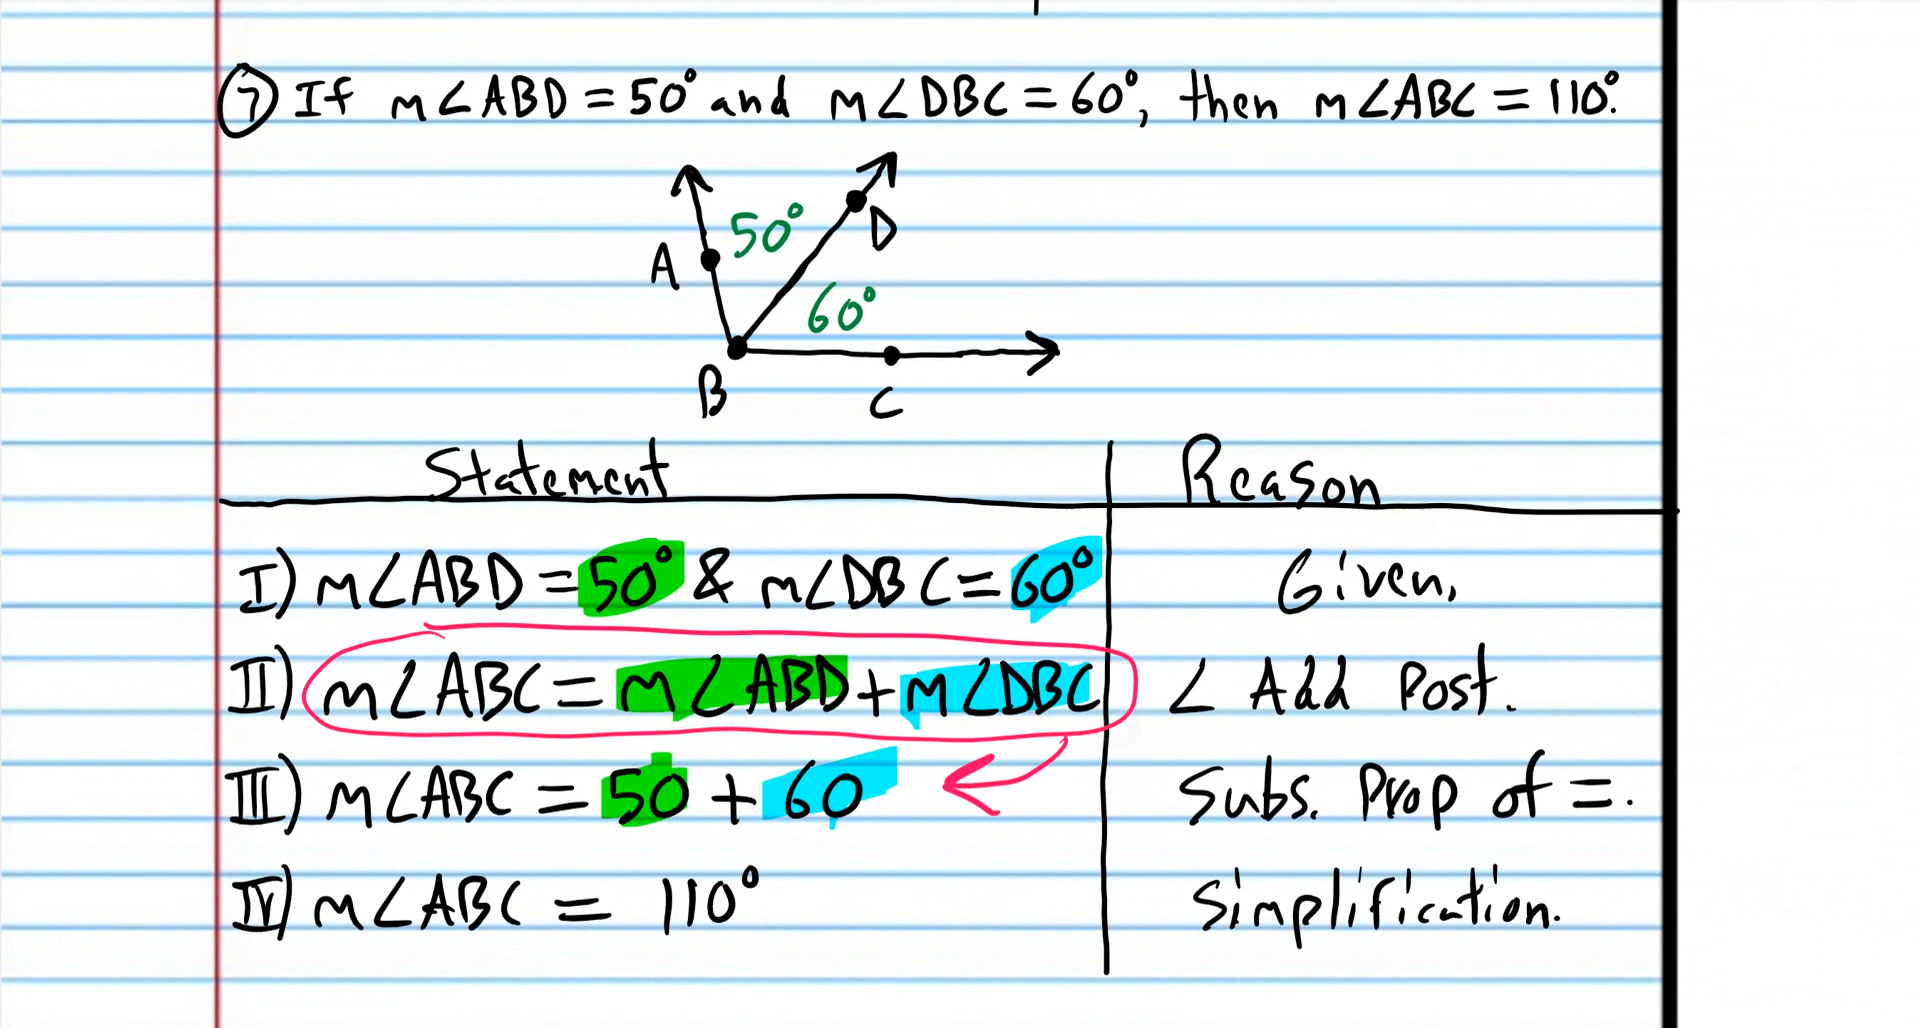 ⑦ If m∠ABD = 50° and m∠DBC = 60°, then m∠ABC = 110°.
50°
D
A
60°
B
C
Statement Reason
I) m∠ABD = 50° & m∠DBC = 60° Given.
II) m∠ABC = m∠ABD + m∠DBC ∠ Add Post.
III) m∠ABC = 50 + 60 Subs. Prop of =.
IV) m∠ABC = 110° Simplification.